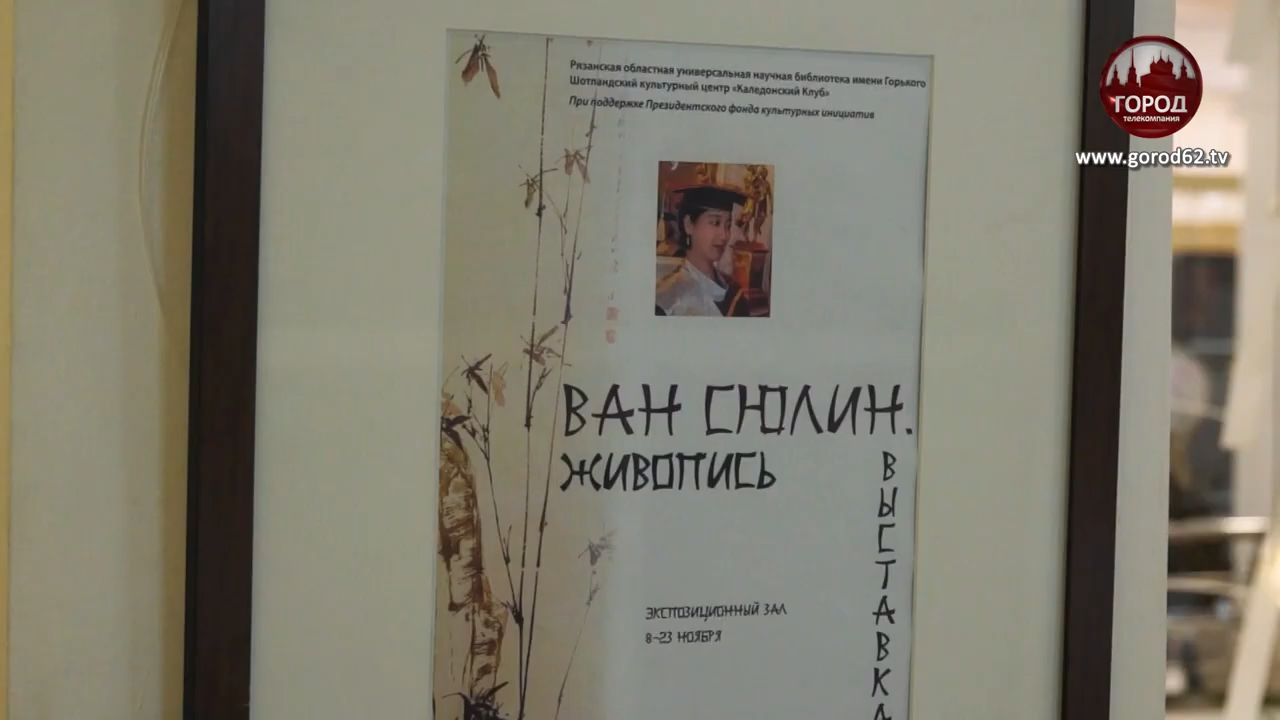 Рязанская областная универсальная научная библиотека имени Горького
Шотландский культурный центр «Каледонский Клуб»
При поддержке Президентского фонда культурных инициатив
ВАН СЮЛИН.
ЖИВОПИСЬ
ВЫСТАВКА
ЭКСПОЗИЦИОННЫЙ ЗАЛ
8–23 НОЯБРЯ
ГОРОД
телекомпания
www.gorod62.tv